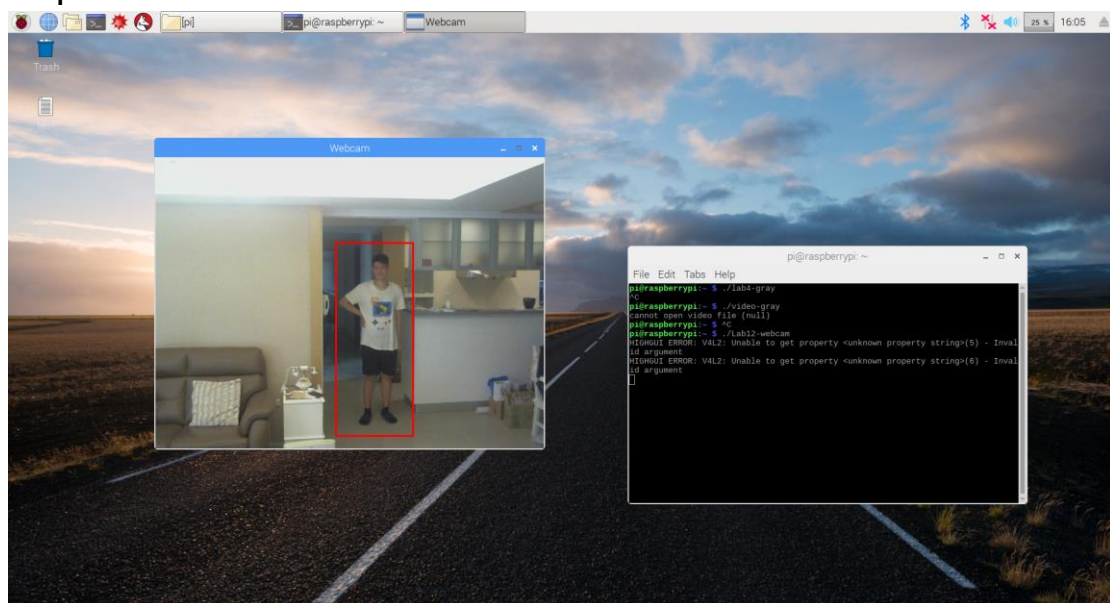 [pi]
pi@raspberrypi: ~
Webcam
25 %
16:05
Trash
Webcam
pi@raspberrypi: ~
File Edit Tabs Help
pi@raspberrypi:~ $ ./lab4-gray
^C
pi@raspberrypi:~ $ ./video-gray
cannot open video file (null)
pi@raspberrypi:~ $ ^C
pi@raspberrypi:~ $ ./Lab12-webcam
HIGHGUI ERROR: V4L2: Unable to get property <unknown property string>(5) - Inval
id argument
HIGHGUI ERROR: V4L2: Unable to get property <unknown property string>(6) - Inval
id argument